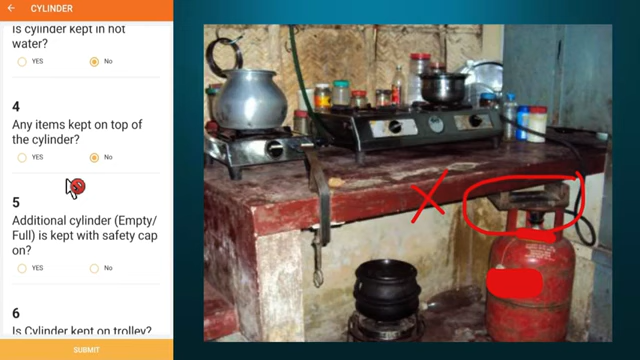 CYLINDER
Is cylinder kept in hot
water?
YES
No
4
Any items kept on top of
the cylinder?
YES
No
5
Additional cylinder (Empty/
Full) is kept with safety cap
on?
YES
No
6
Is Cylinder kept on trolley?
SUBMIT